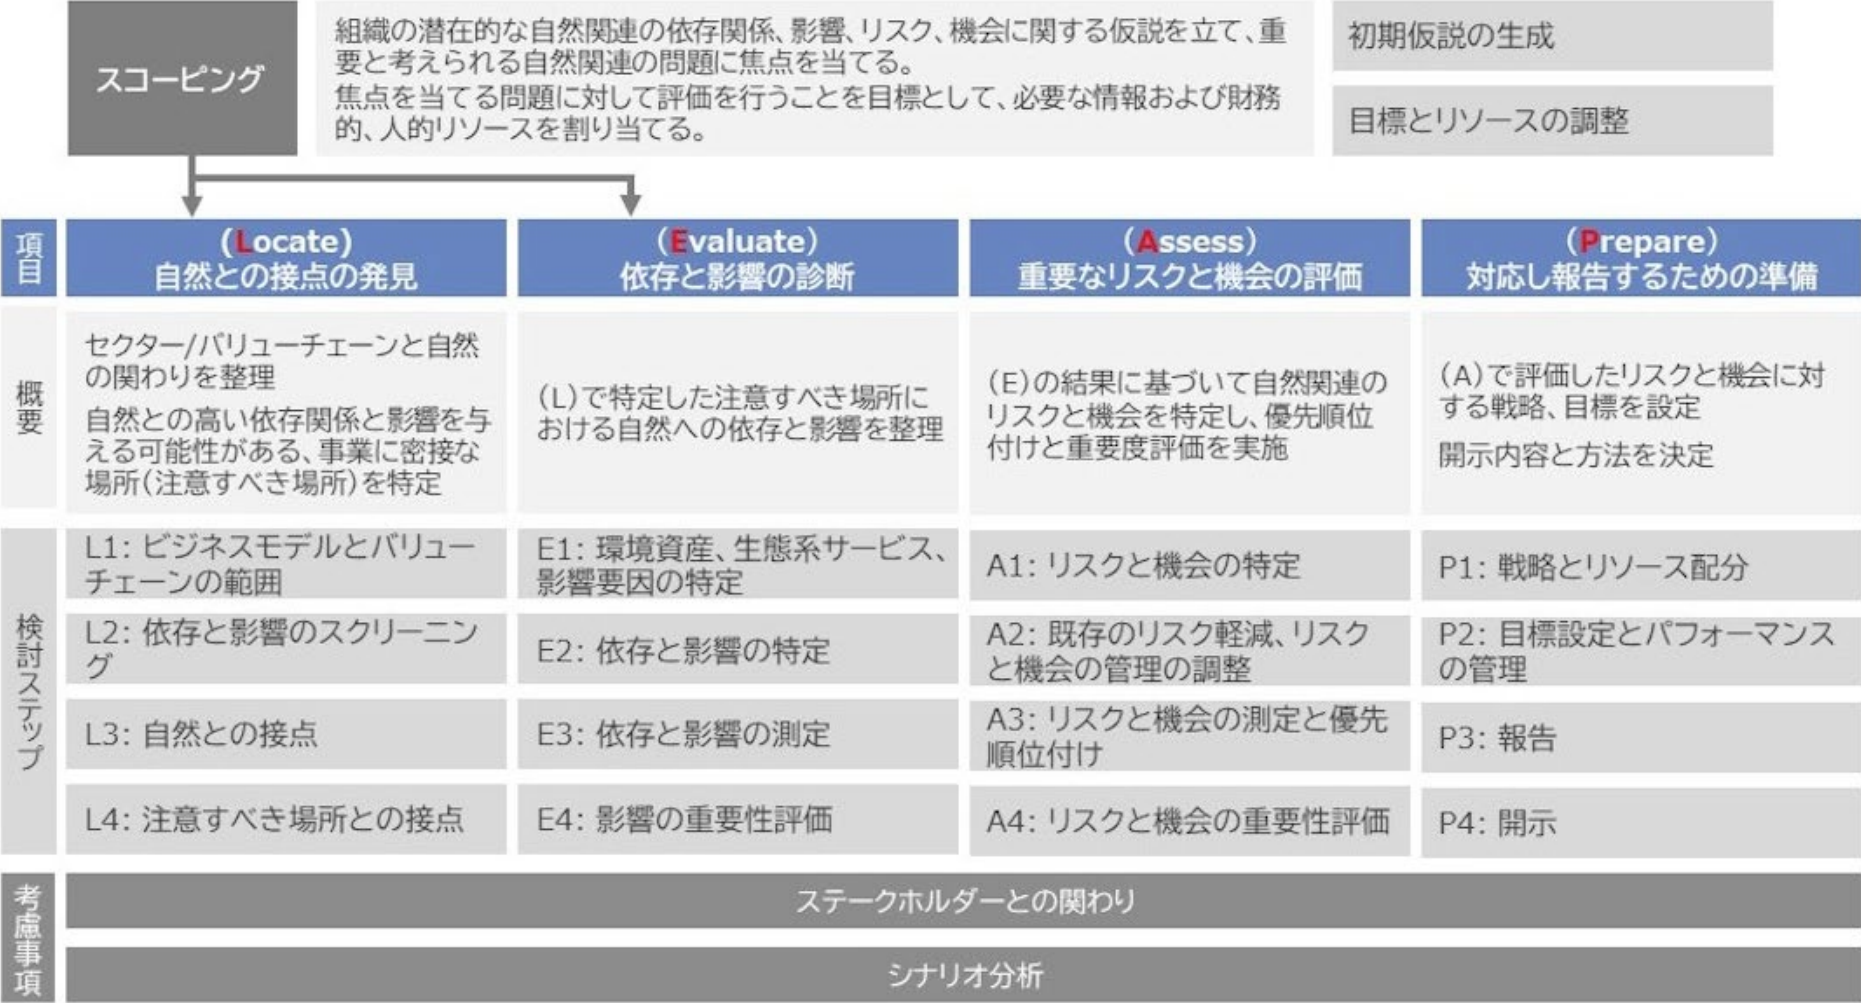 スコーピング
組織の潜在的な自然関連の依存関係、影響、リスク、機会に関する仮説を立て、重
要と考えられる自然関連の問題に焦点を当てる。
焦点を当てる問題に対して評価を行うことを目標として、必要な情報および財務
的、人的リソースを割り当てる。
初期仮説の生成
目標とリソースの調整
項目
(Locate)
自然との接点の発見
（Evaluate）
依存と影響の診断
（Assess）
重要なリスクと機会の評価
（Prepare）
対応し報告するための準備
概要
セクター/バリューチェーンと自然
の関わりを整理
自然との高い依存関係と影響を与
える可能性がある、事業に密接な
場所（注意すべき場所）を特定
（L）で特定した注意すべき場所に
おける自然への依存と影響を整理
（E）の結果に基づいて自然関連の
リスクと機会を特定し、優先順位
付けと重要度評価を実施
（A）で評価したリスクと機会に対
する戦略、目標を設定
開示内容と方法を決定
検討ステップ
L1: ビジネスモデルとバリュー
チェーンの範囲
E1: 環境資産、生態系サービス、
影響要因の特定
A1: リスクと機会の特定
P1: 戦略とリソース配分
L2: 依存と影響のスクリーニン
グ
E2: 依存と影響の特定
A2: 既存のリスク軽減、リスク
と機会の管理の調整
P2: 目標設定とパフォーマンス
の管理
L3: 自然との接点
E3: 依存と影響の測定
A3: リスクと機会の測定と優先
順位付け
P3: 報告
L4: 注意すべき場所との接点
E4: 影響の重要性評価
A4: リスクと機会の重要性評価
P4: 開示
考慮事項
ステークホルダーとの関わり
シナリオ分析